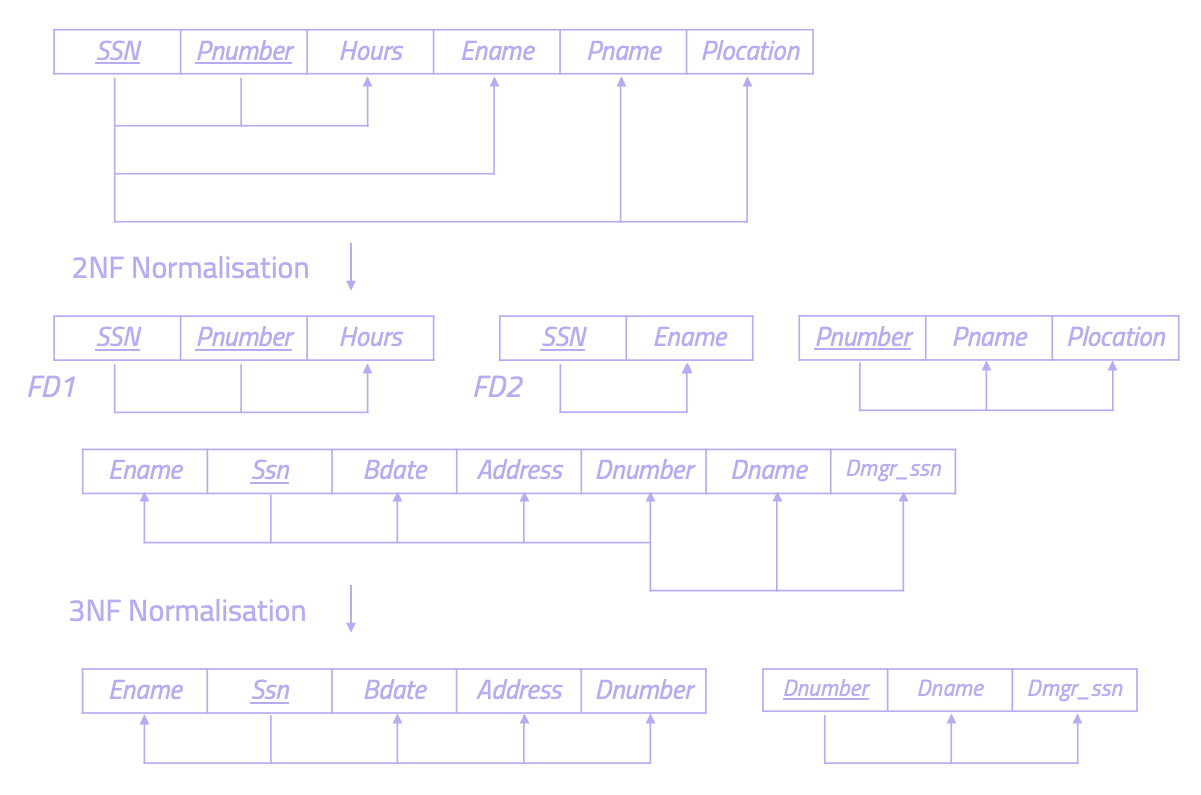 SSN Pnumber Hours Ename Pname Plocation
2NF Normalisation
SSN Pnumber Hours SSN Ename Pnumber Pname Plocation
FD1 FD2
Ename Ssn Bdate Address Dnumber Dname Dmgr_ssn
3NF Normalisation
Ename Ssn Bdate Address Dnumber Dnumber Dname Dmgr_ssn